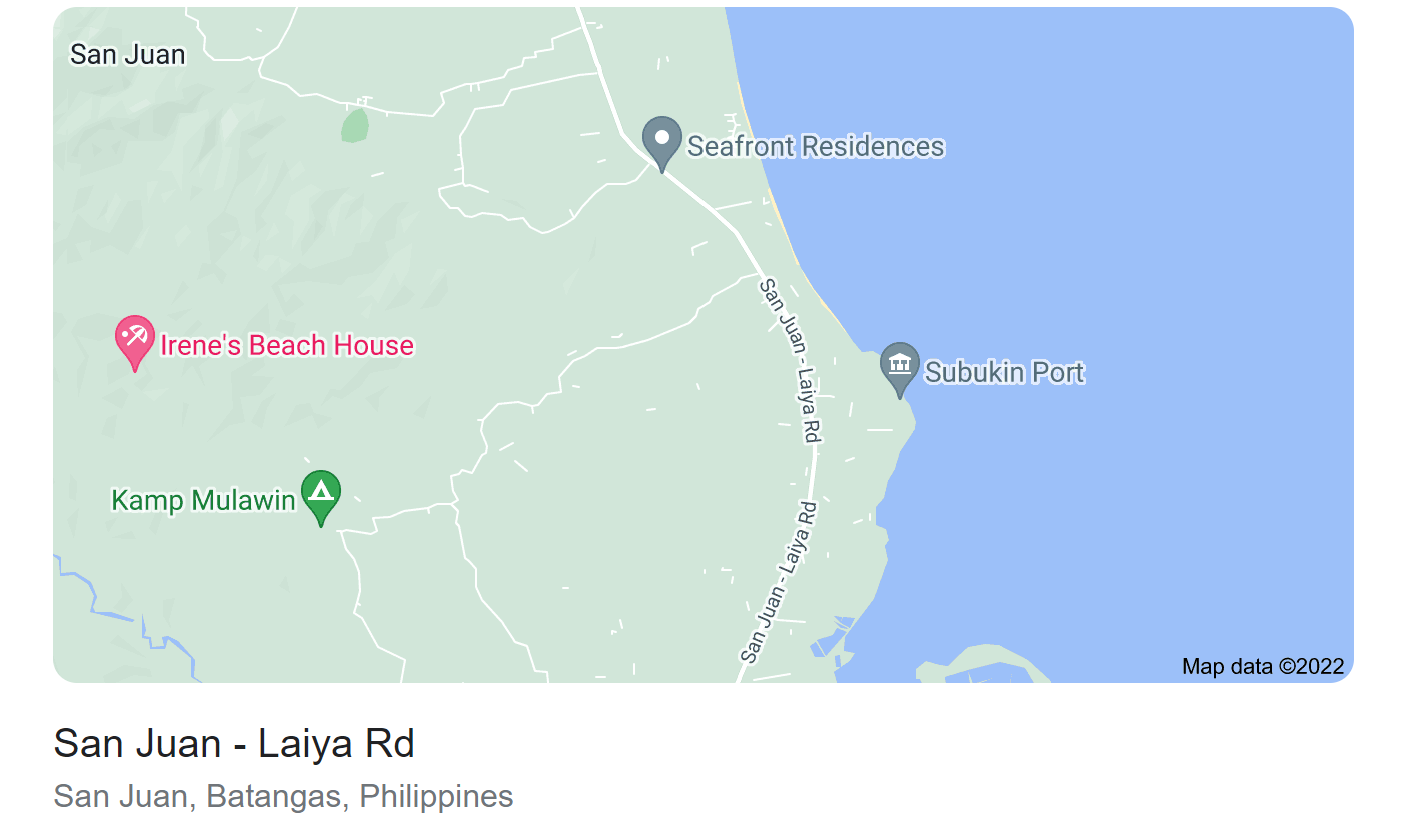 San Juan
Seafront Residences
San Juan - Laiya Rd
Irene's Beach House
Subukin Port
Kamp Mulawin
San Juan - Laiya Rd
Map data ©2022
San Juan - Laiya Rd
San Juan, Batangas, Philippines